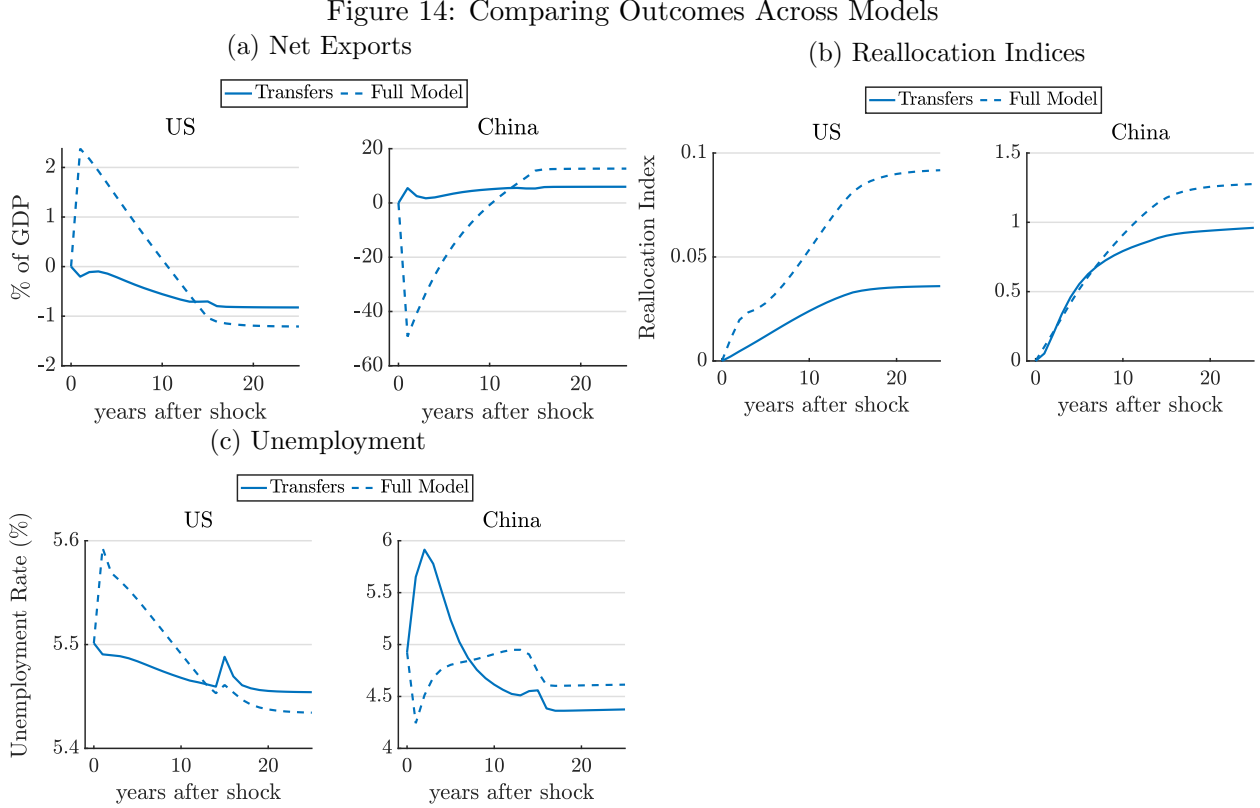 Figure 14: Comparing Outcomes Across Models
(a) Net Exports
Transfers Full Model
US
% of GDP
2
1
0
-1
-2
0 10 20
years after shock
China
20
0
-20
-40
-60
0 10 20
years after shock
(b) Reallocation Indices
Transfers Full Model
US
Reallocation Index
0.1
0.05
0
0 10 20
years after shock
China
1.5
1
0.5
0
0 10 20
years after shock
(c) Unemployment
Transfers Full Model
US
Unemployment Rate (%)
5.6
5.5
5.4
0 10 20
years after shock
China
6
5.5
5
4.5
4
0 10 20
years after shock